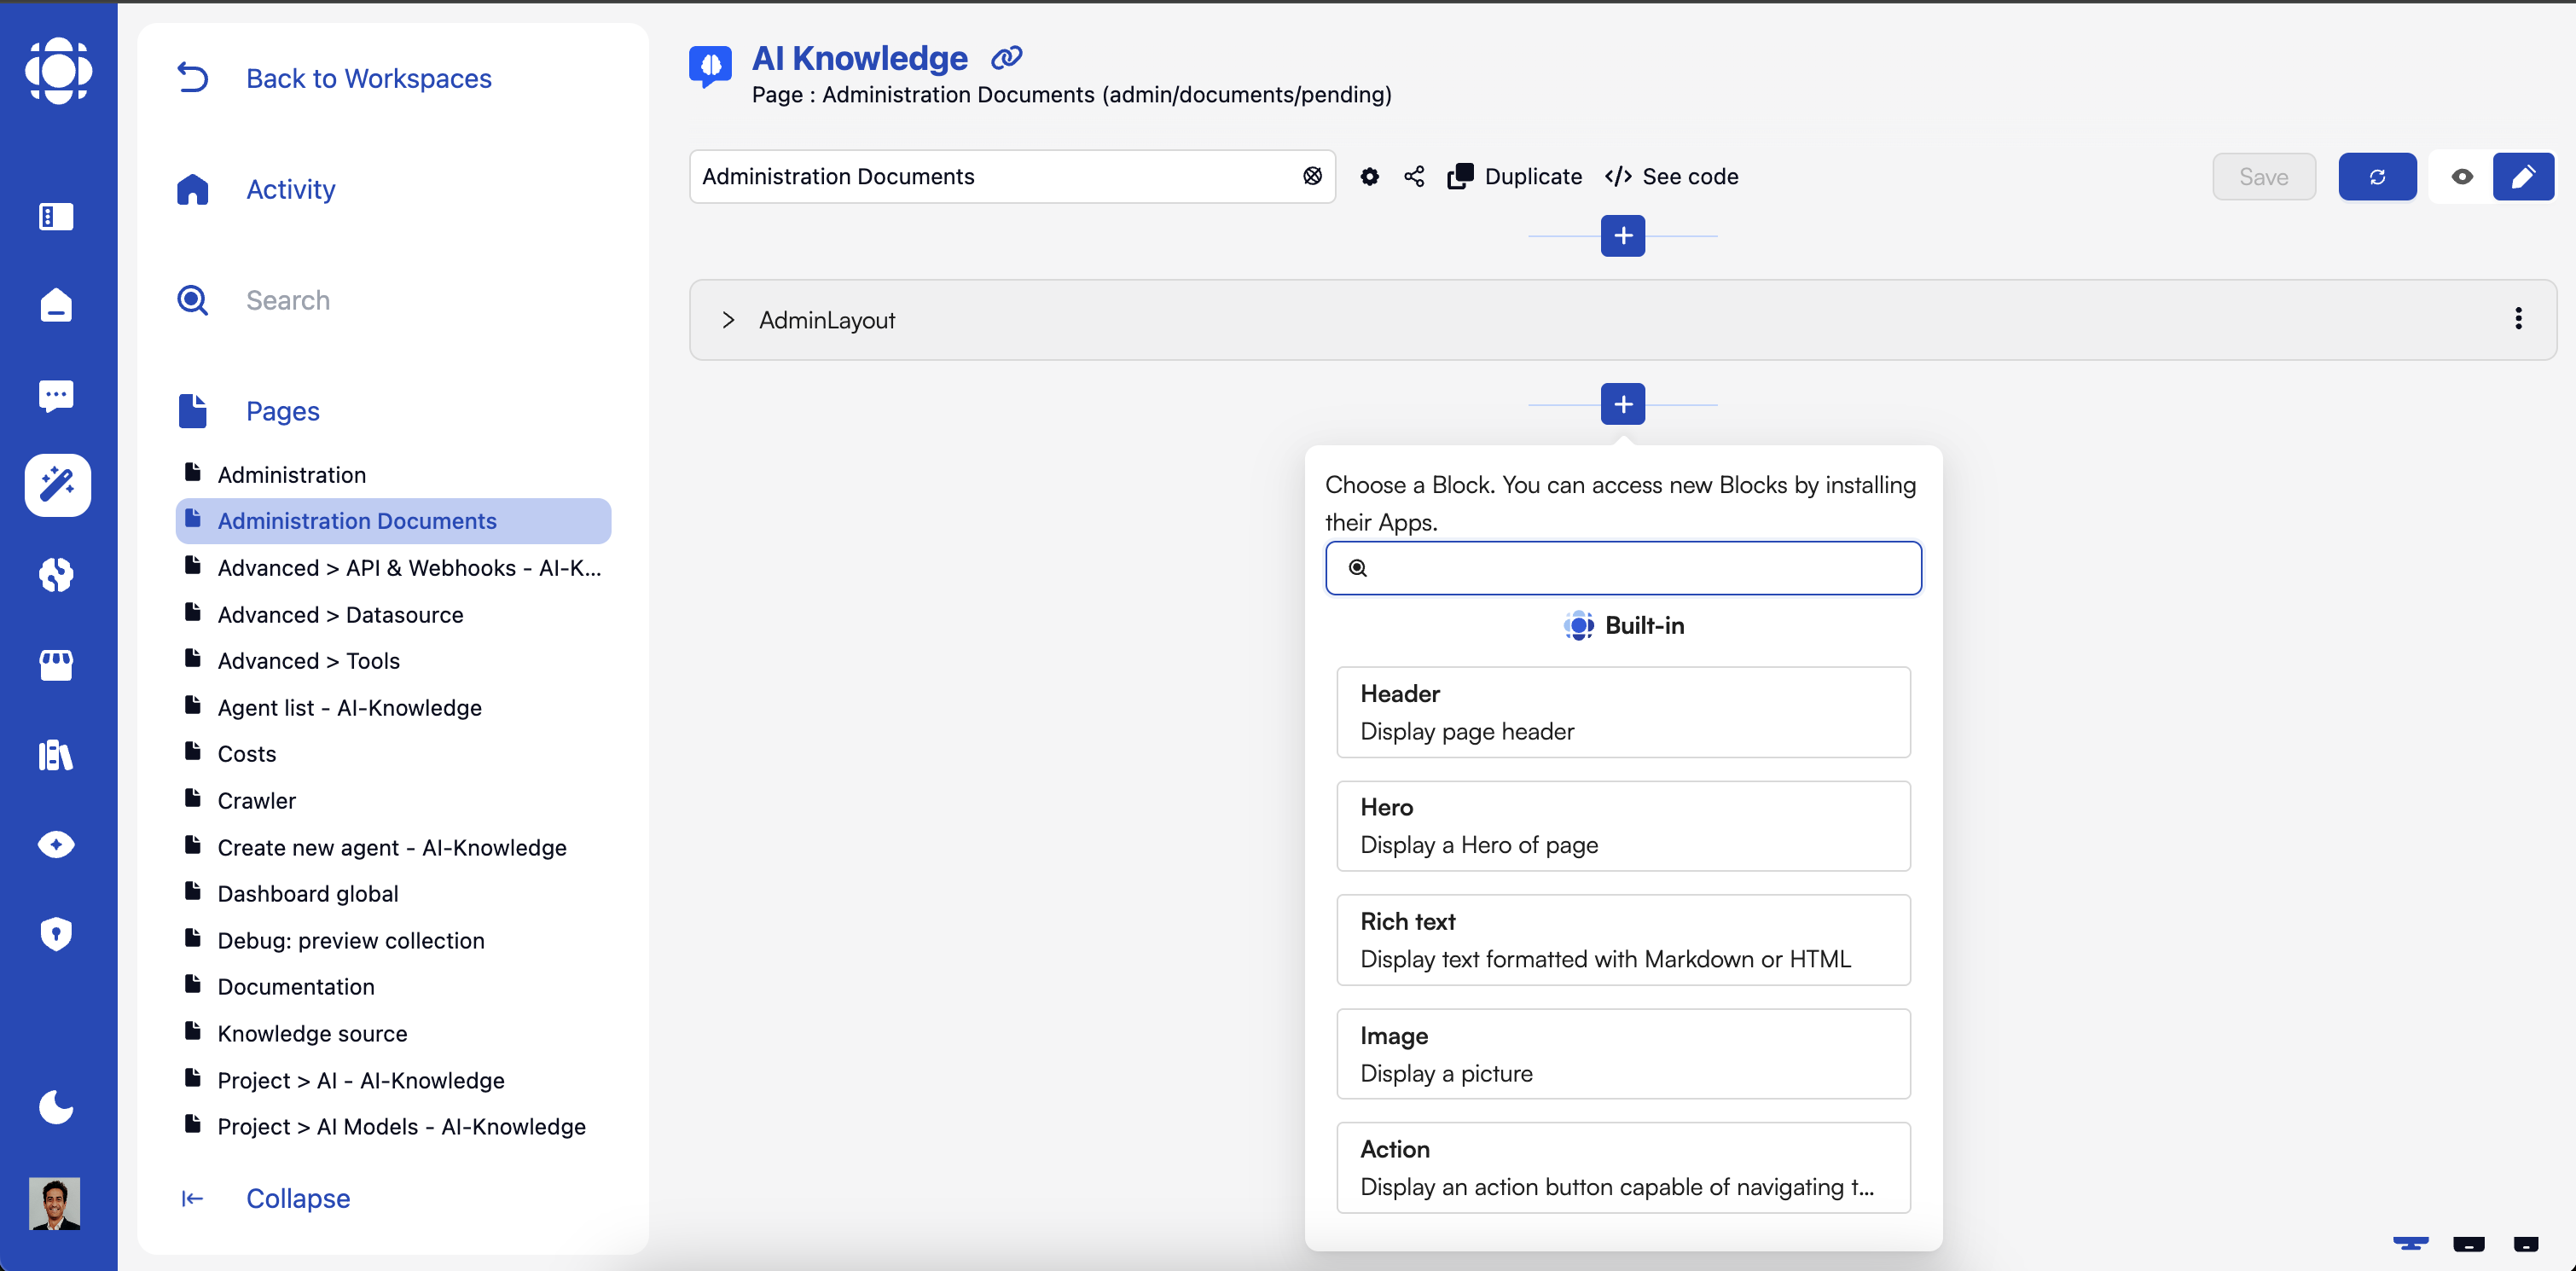 Back to Workspaces
Activity
Search
Pages
Administration
Administration Documents
Advanced > API & Webhooks - AI-K...
Advanced > Datasource
Advanced > Tools
Agent list - AI-Knowledge
Costs
Crawler
Create new agent - AI-Knowledge
Dashboard global
Debug: preview collection
Documentation
Knowledge source
Project > AI - AI-Knowledge
Project > AI Models - AI-Knowledge
Collapse
AI Knowledge
Page : Administration Documents (admin/documents/pending)
Administration Documents
Duplicate
See code
Save
AdminLayout
Choose a Block. You can access new Blocks by installing
their Apps.
Built-in
Header
Display page header
Hero
Display a Hero of page
Rich text
Display text formatted with Markdown or HTML
Image
Display a picture
Action
Display an action button capable of navigating t...